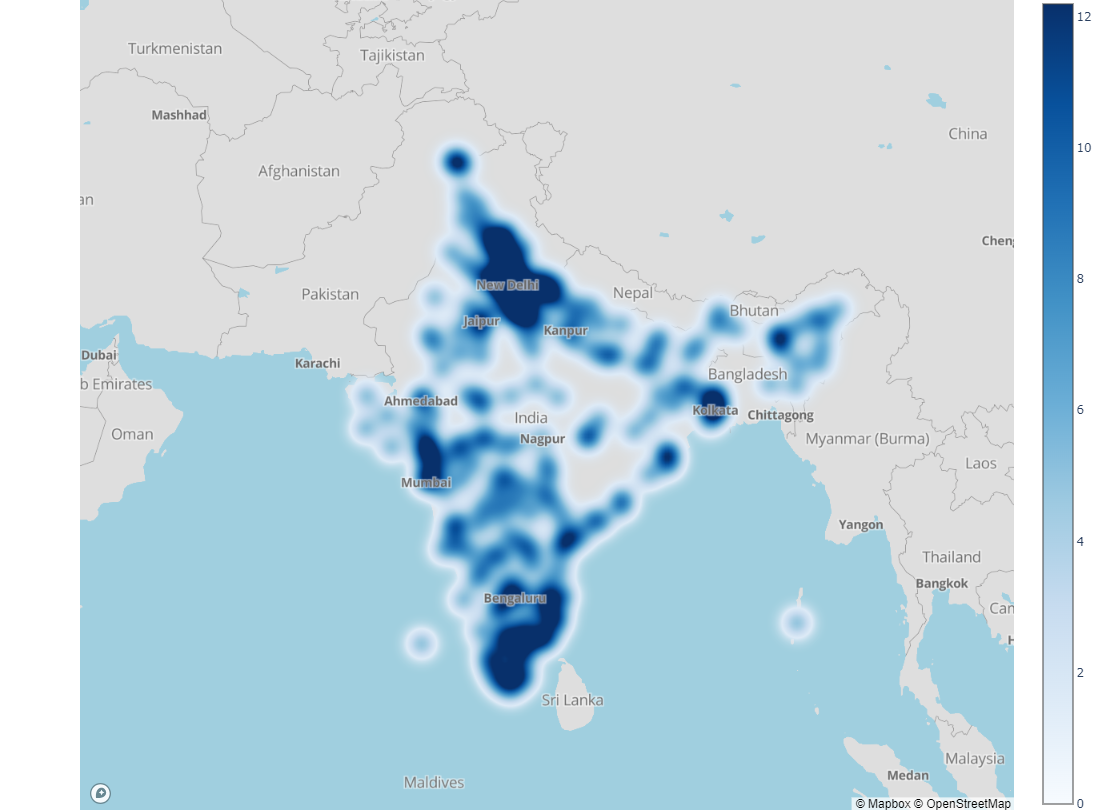 Turkmenistan
Tajikistan
12
Mashhad
China
10
Afghanistan
an
Cheng
8
New Delhi
Nepal
Pakistan
Bhutan
Jaipur
Kanpur
Dubai
Karachi
Bangladesh
b Emirates
Ahmedabad
6
Kolkata
Chittagong
India
Oman
Nagpur
Myanmar (Burma)
Laos
Mumbai
Yangon
4
Thailand
Bangkok
Bengaluru
Can
H
2
Sri Lanka
Malaysia
Maldives
Medan
0
© Mapbox © OpenStreetMap